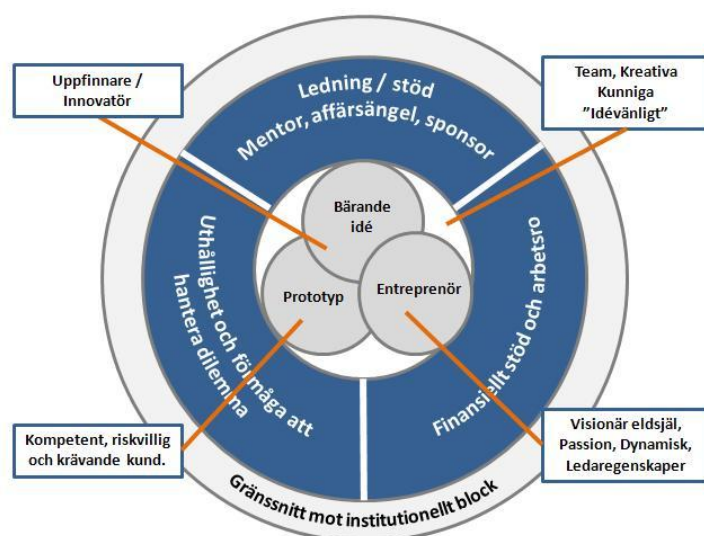 Uppfinnare /
Innovatör
Team, Kreativa
Kunniga
”Idévänligt”
Ledning / stöd
Mentor, affärsängel, sponsor
Bärande
idé
Prototyp
Entreprenör
Uthållighet och förmåga att
hantera dilemma
Finansiellt stöd och arbetsro
Kompetent, riskvillig
och krävande kund.
Visionär eldsjäl,
Passion, Dynamisk,
Ledaregenskaper
Gränssnitt mot institutionellt block